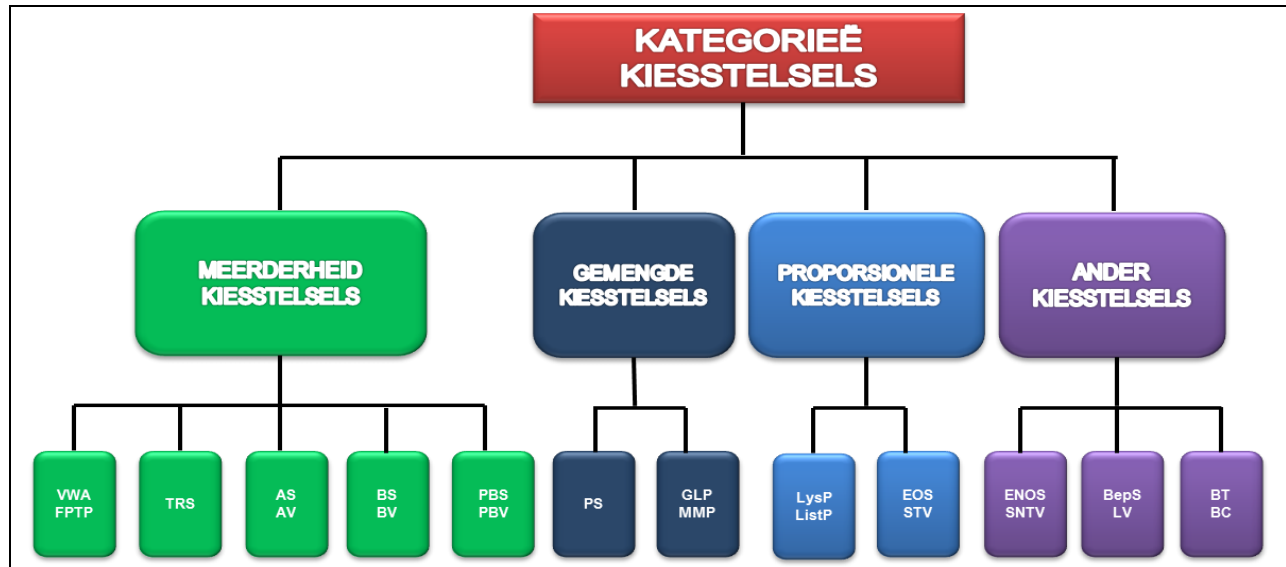 KATEGORIEË
KIESSTELSELS
MEERDERHEID
KIESSTELSELS
GEMENGDE
KIESSTELSELS
PROPORSIONELE
KIESSTELSELS
ANDER
KIESSTELSELS
VWA
FPTP
TRS
AS
AV
BS
BV
PBS
PBV
PS
GLP
MMP
LysP
ListP
EOS
STV
ENOS
SNTV
BepS
LV
BT
BC